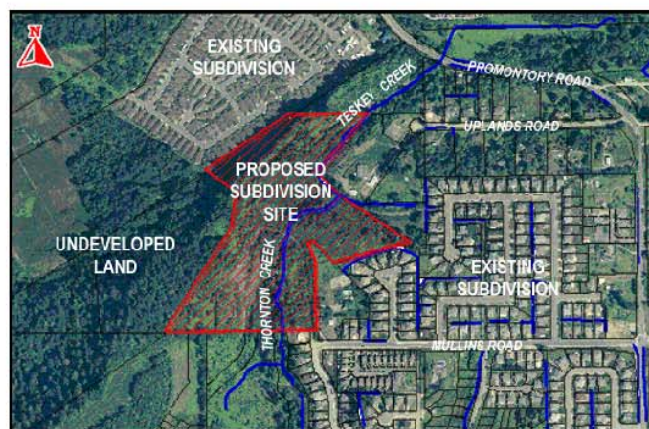 N
EXISTING
SUBDIVISION
TESKEY CREEK
PROMONTORY ROAD
UPLANDS ROAD
PROPOSED
SUBDIVISION
SITE
UNDEVELOPED
LAND
THORNTON CREEK
EXISTING
SUBDIVISION
MULLINS ROAD